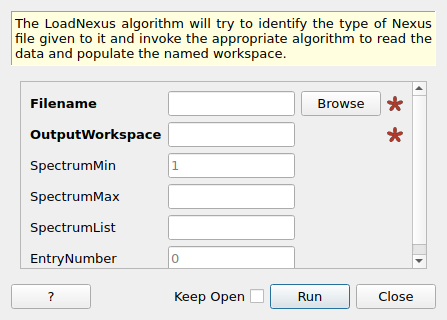 The LoadNexus algorithm will try to identify the type of Nexus
file given to it and invoke the appropriate algorithm to read the
data and populate the named workspace.
Filename Browse *
OutputWorkspace *
SpectrumMin 1
SpectrumMax
SpectrumList
EntryNumber 0
? Keep Open Run Close